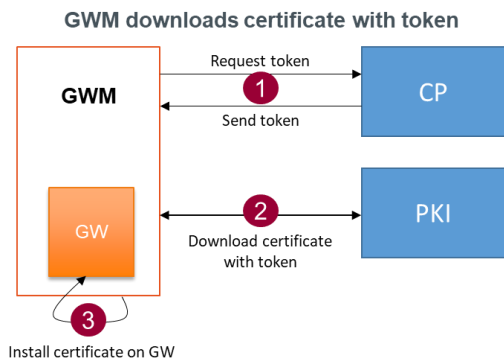 GWM downloads certificate with token
Request token
GWM
1
CP
Send token
2
PKI
GW
Download certificate
with token
3
Install certificate on GW